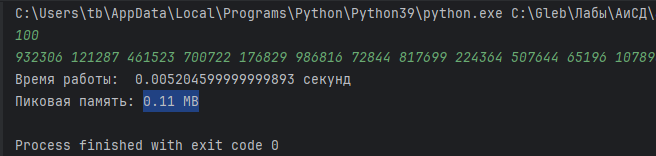 C:\Users\tb\AppData\Local\Programs\Python\Python39\python.exe C:\Gleb\Лабы\АиСД\
100
932306 121287 461523 700722 176829 986816 72844 817699 224364 507644 65196 10789
Время работы:  0.005204599999999893 секунд
Пиковая память: 0.11 MB
Process finished with exit code 0